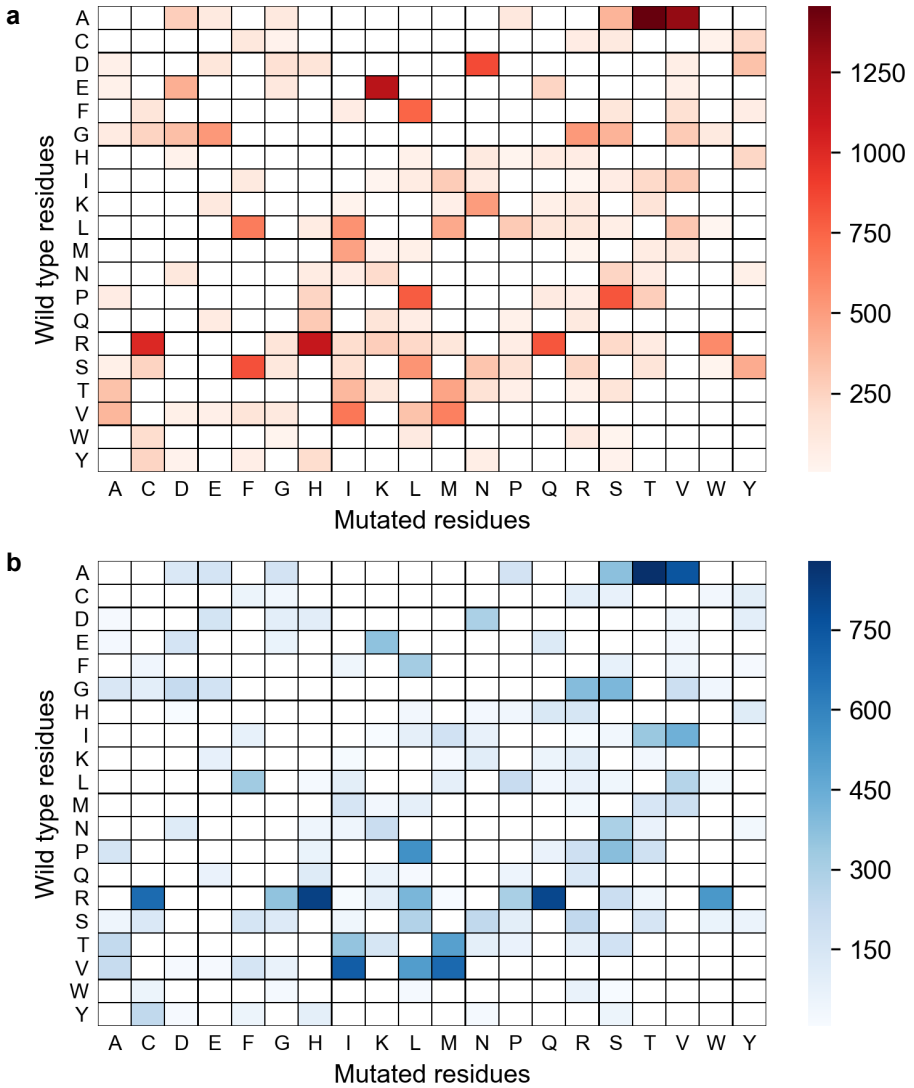 a
A
C
D
E
F
G
H
I
K
L
M
N
P
Q
R
S
T
V
W
Y
Wild type residues
A C D E F G H I K L M N P Q R S T V W Y
Mutated residues
1250
1000
750
500
250
b
A
C
D
E
F
G
H
I
K
L
M
N
P
Q
R
S
T
V
W
Y
Wild type residues
A C D E F G H I K L M N P Q R S T V W Y
Mutated residues
750
600
450
300
150